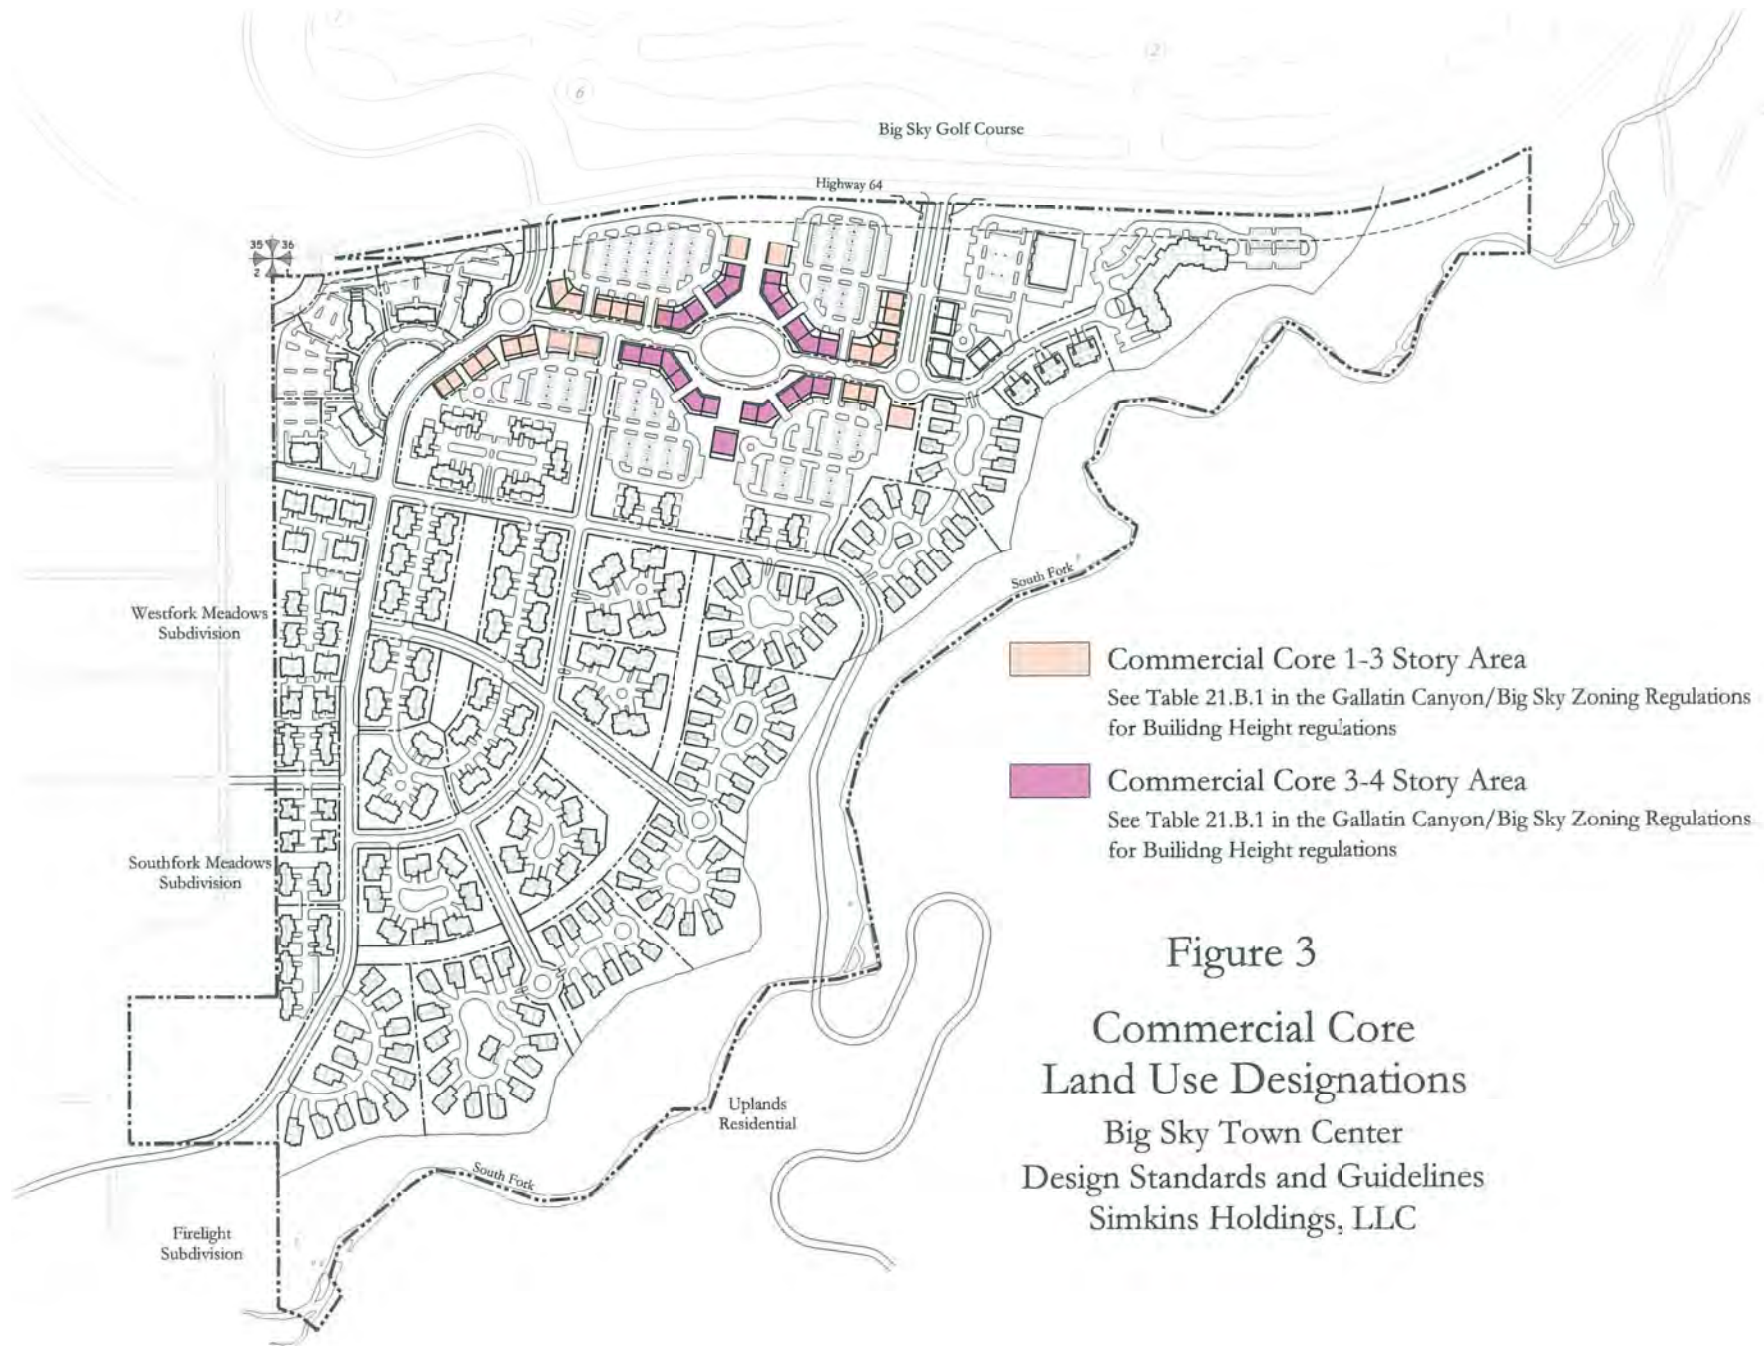 7
2
6
Big Sky Golf Course
Highway 64
35 36
2 1
South Fork
Westfork Meadows
Subdivision
Commercial Core 1-3 Story Area
See Table 21.B.1 in the Gallatin Canyon/Big Sky Zoning Regulations
for Builidng Height regulations
Commercial Core 3-4 Story Area
See Table 21.B.1 in the Gallatin Canyon/Big Sky Zoning Regulations
for Builidng Height regulations
Southfork Meadows
Subdivision
Figure 3
Commercial Core
Land Use Designations
Big Sky Town Center
Design Standards and Guidelines
Simkins Holdings, LLC
Uplands
Residential
South Fork
Firelight
Subdivision